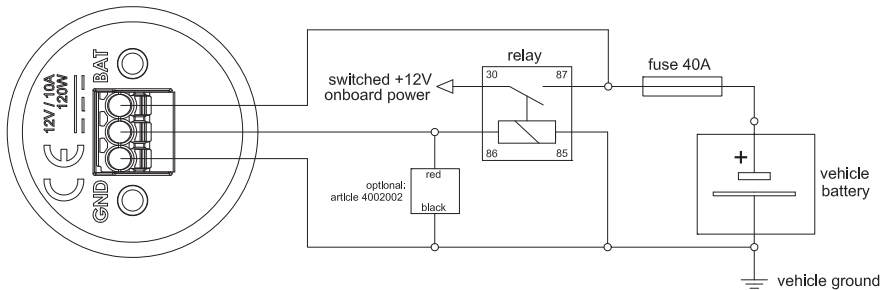 12V / 10A
120W
BAT
GND
CE
switched +12V
onboard power
relay
30
87
86
85
fuse 40A
red
black
optional:
article 4002002
+
vehicle
battery
vehicle ground